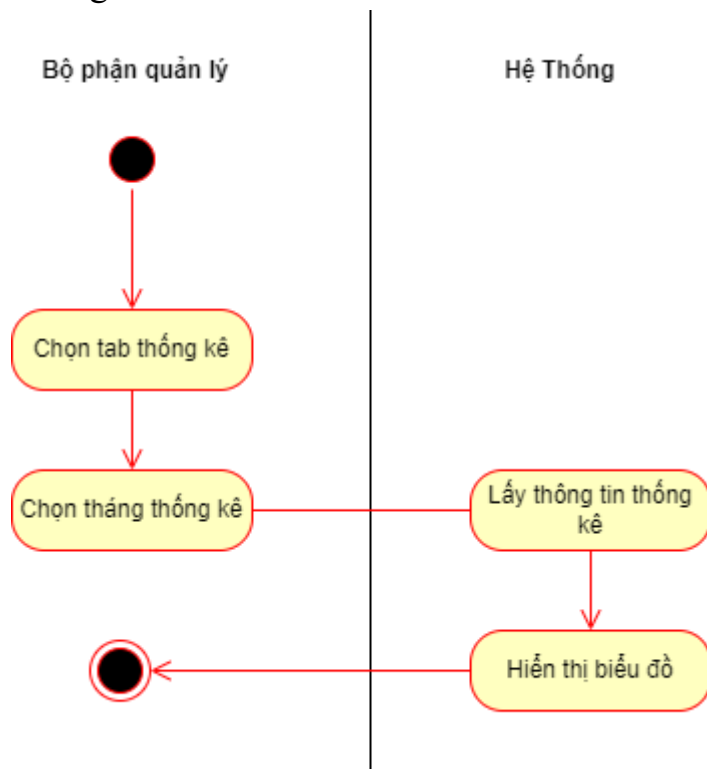 Bộ phận quản lý
Hệ Thống
Chọn tab thống kê
Chọn tháng thống kê
Lấy thông tin thống
kê
Hiển thị biểu đồ